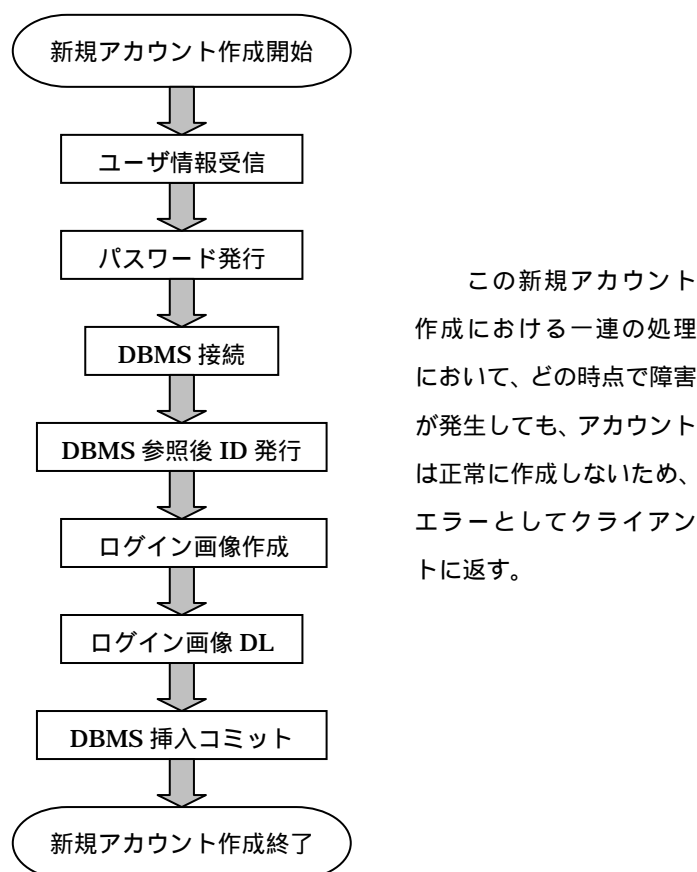 新規アカウント作成開始
ユーザ情報受信
パスワード発行
DBMS 接続
DBMS 参照後 ID 発行
ログイン画像作成
ログイン画像 DL
DBMS 挿入コミット
新規アカウント作成終了
この新規アカウント
作成における一連の処理
において、どの時点で障害
が発生しても、アカウント
は正常に作成しないため、
エラーとしてクライアン
トに返す。